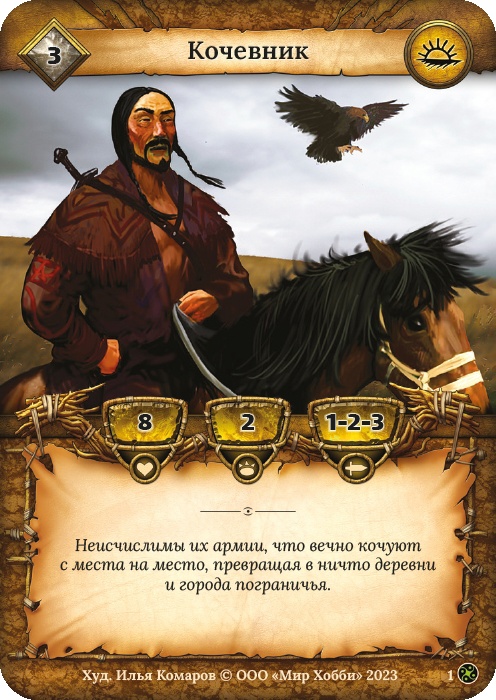 3
Кочевник
8
2
1-2-3
Неисчислимы их армии, что вечно кочуют
с места на место, превращая в ничто деревни
и города пограничья.
Худ. Илья Комаров © ООО «Мир Хобби» 2023
1